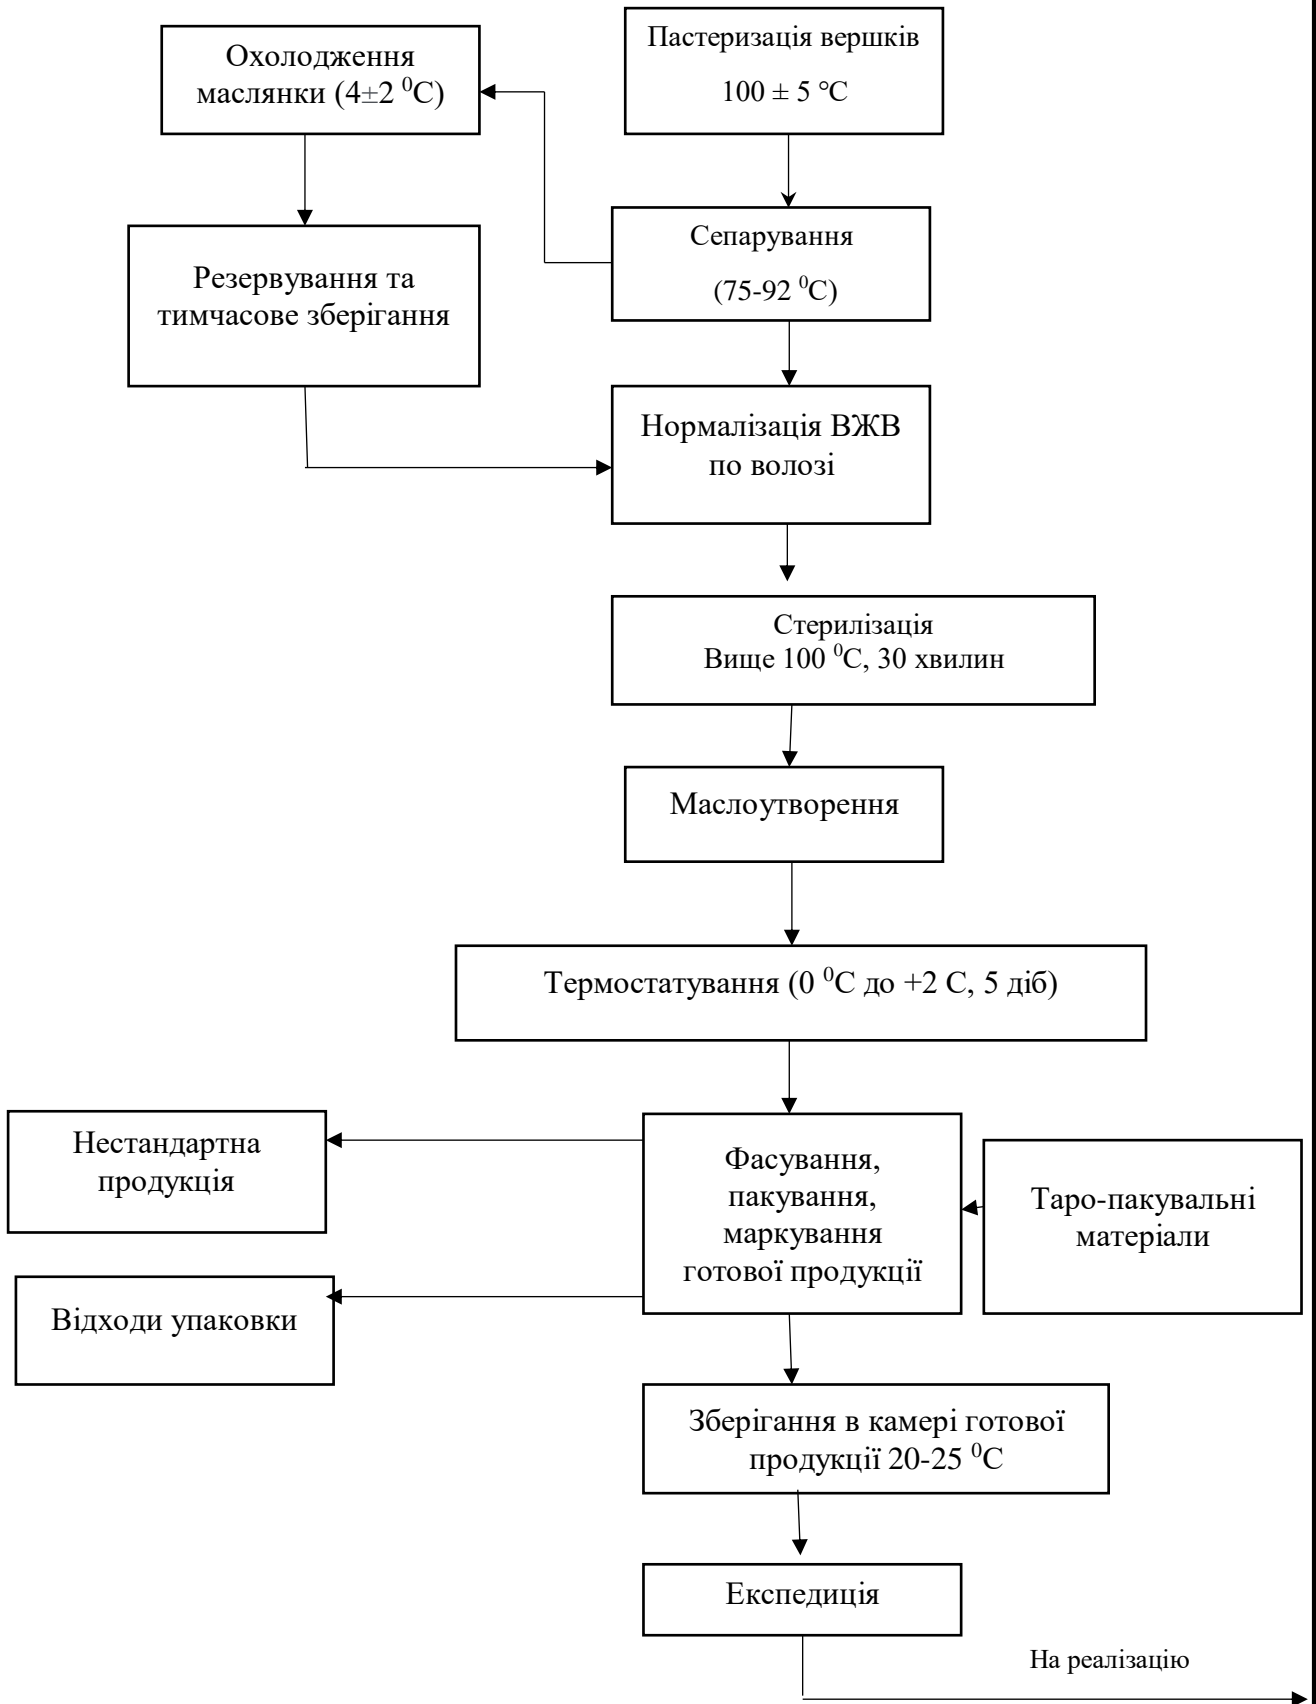 Пастеризація вершків
100 ± 5 °С
Охолодження
маслянки (4±2 ⁰С)
Сепарування
(75-92 ⁰С)
Резервування та
тимчасове зберігання
Нормалізація ВЖВ
по волозі
Стерилізація
Вище 100 ⁰С, 30 хвилин
Маслоутворення
Термостатування (0 ⁰С до +2 С, 5 діб)
Нестандартна
продукція
Фасування,
пакування,
маркування
готової продукції
Таро-пакувальні
матеріали
Відходи упаковки
Зберігання в камері готової
продукції 20-25 ⁰С
Експедиція
На реалізацію